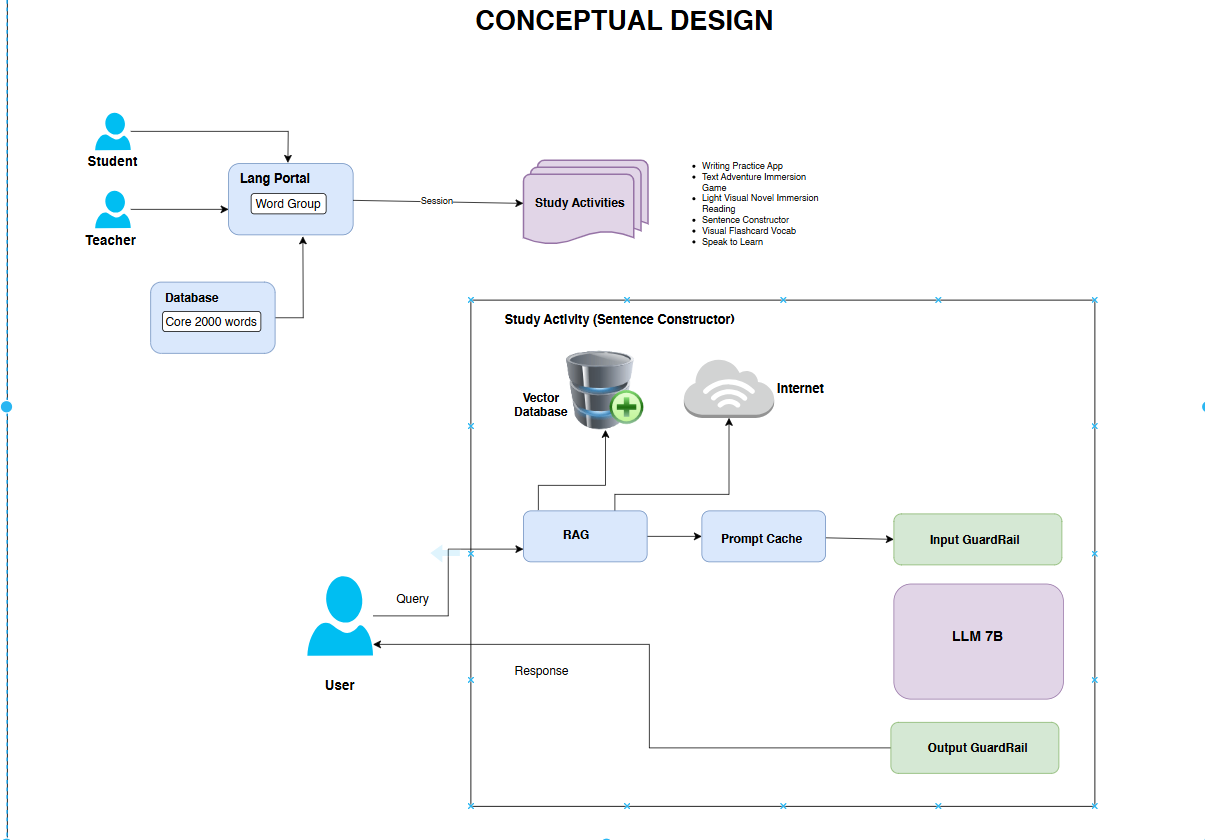 CONCEPTUAL DESIGN
Student
Teacher
Lang Portal
Word Group
Database
Core 2000 words
Session
Study Activities
• Writing Practice App
• Text Adventure Immersion
Game
• Light Visual Novel Immersion
Reading
• Sentence Constructor
• Visual Flashcard Vocab
• Speak to Learn
Study Activity (Sentence Constructor)
Vector
Database
Internet
RAG
Prompt Cache
Input GuardRail
LLM 7B
Output GuardRail
Query
Response
User